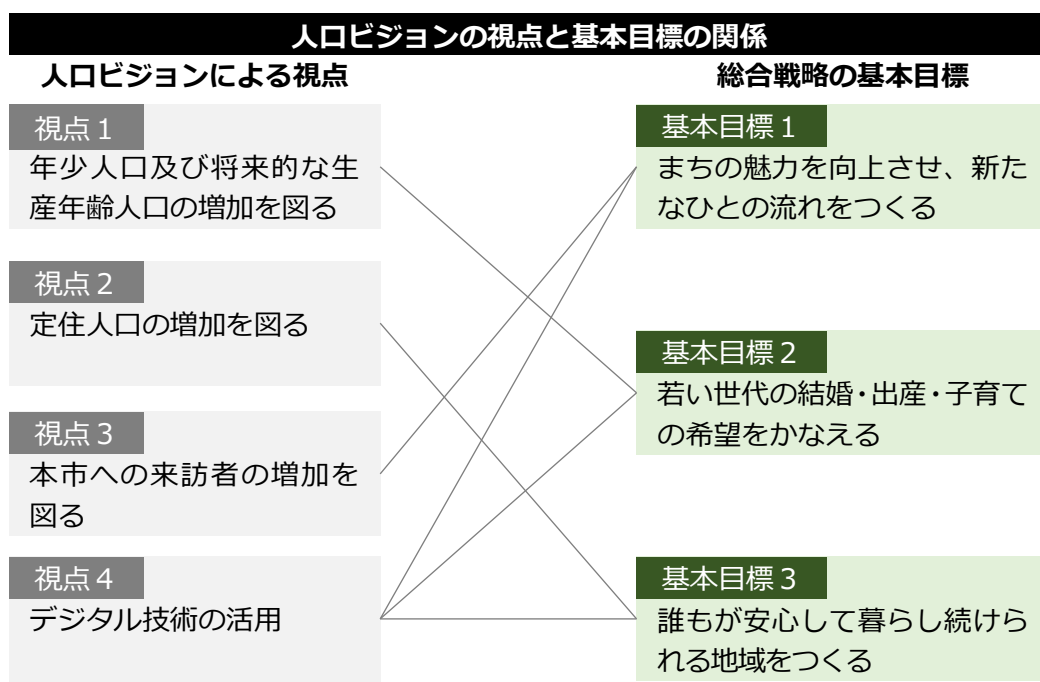 人口ビジョンの視点と基本目標の関係
人口ビジョンによる視点
視点1
年少人口及び将来的な生
産年齢人口の増加を図る
視点2
定住人口の増加を図る
視点3
本市への来訪者の増加を
図る
視点4
デジタル技術の活用
総合戦略の基本目標
基本目標1
まちの魅力を向上させ、新た
なひとの流れをつくる
基本目標2
若い世代の結婚・出産・子育て
の希望をかなえる
基本目標3
誰もが安心して暮らし続けら
れる地域をつくる